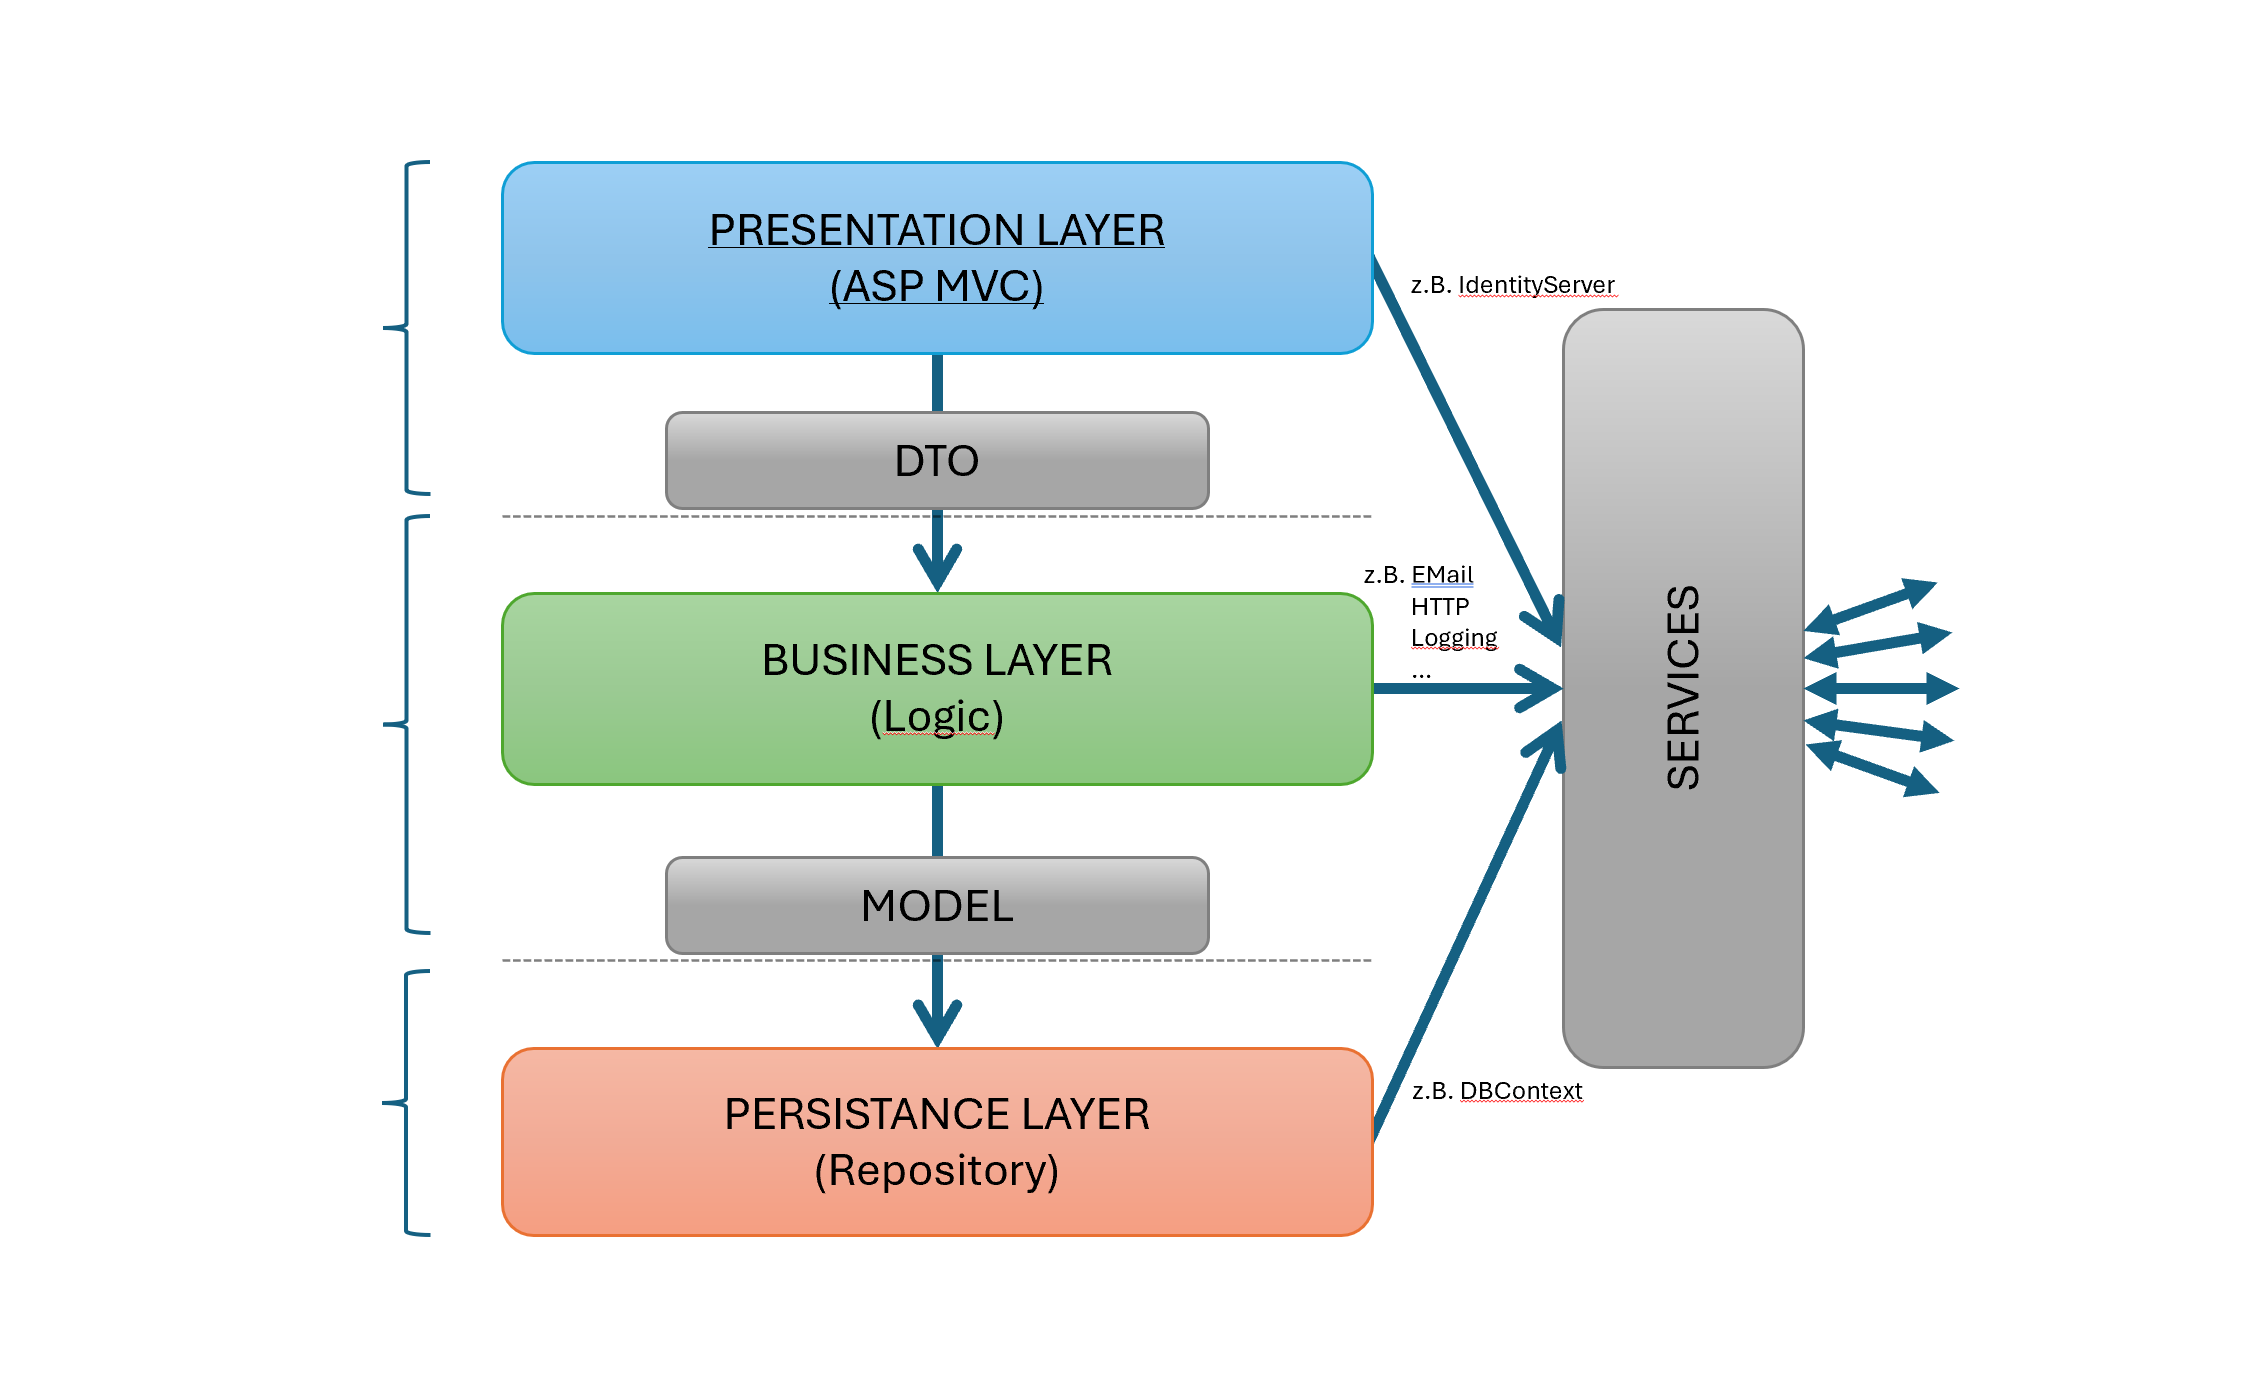 PRESENTATION LAYER
(ASP MVC)
z.B. IdentityServer
DTO
z.B. EMail
HTTP
Logging
...
BUSINESS LAYER
(Logic)
SERVICES
MODEL
z.B. DBContext
PERSISTANCE LAYER
(Repository)